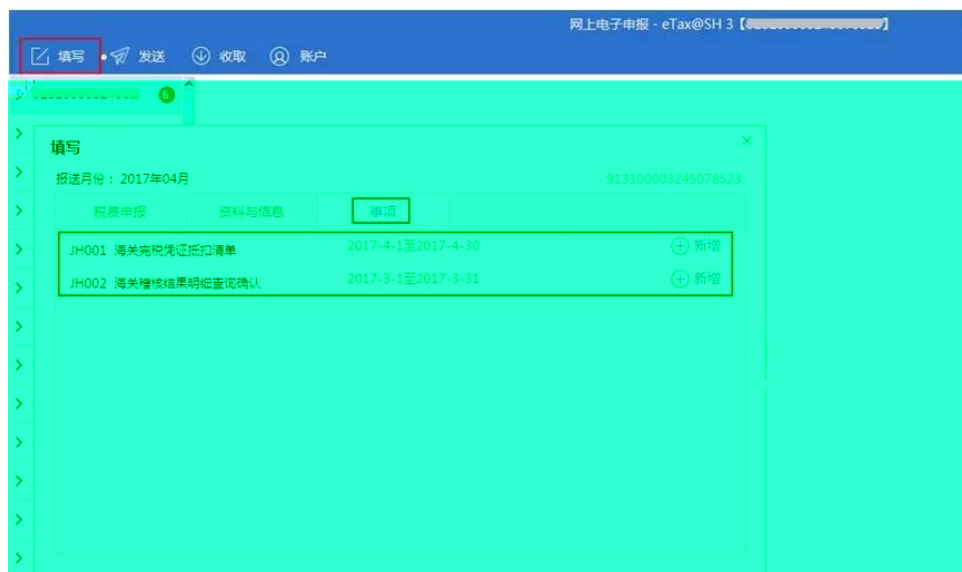 网上电子申报 - eTax@SH 3【
填写 发送 收取 账户
6
填写
报送月份： 2017年04月 913100003245078523
税费申报 资料与信息 事项
JH001 海关完税凭证抵扣清单 2017-4-1至2017-4-30 新增
JH002 海关稽核结果明细查询确认 2017-3-1至2017-3-31 新增